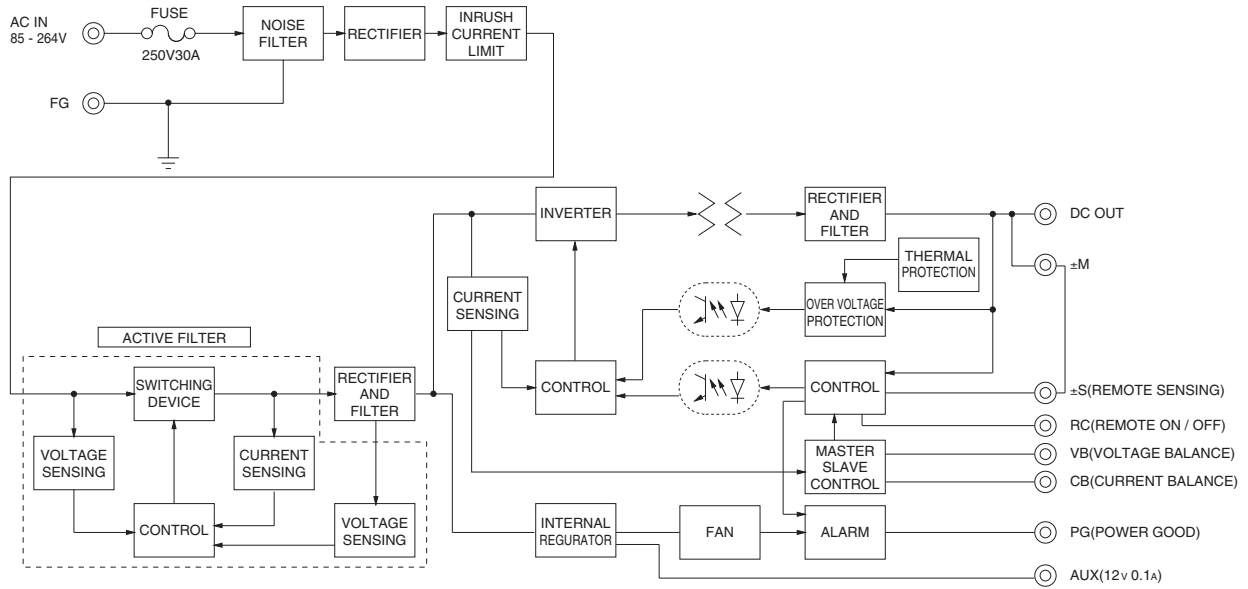 AC IN
85 - 264V
FUSE
250V30A
NOISE
FILTER
RECTIFIER
INRUSH
CURRENT
LIMIT
FG
INVERTER
RECTIFIER
AND
FILTER
DC OUT
THERMAL
PROTECTION
±M
CURRENT
SENSING
OVER VOLTAGE
PROTECTION
ACTIVE FILTER
SWITCHING
DEVICE
RECTIFIER
AND
FILTER
CONTROL
CONTROL
±S(REMOTE SENSING)
RC(REMOTE ON / OFF)
VOLTAGE
SENSING
CURRENT
SENSING
MASTER
SLAVE
CONTROL
VB(VOLTAGE BALANCE)
CB(CURRENT BALANCE)
CONTROL
VOLTAGE
SENSING
INTERNAL
REGURATOR
FAN
ALARM
PG(POWER GOOD)
AUX(12V 0.1A)